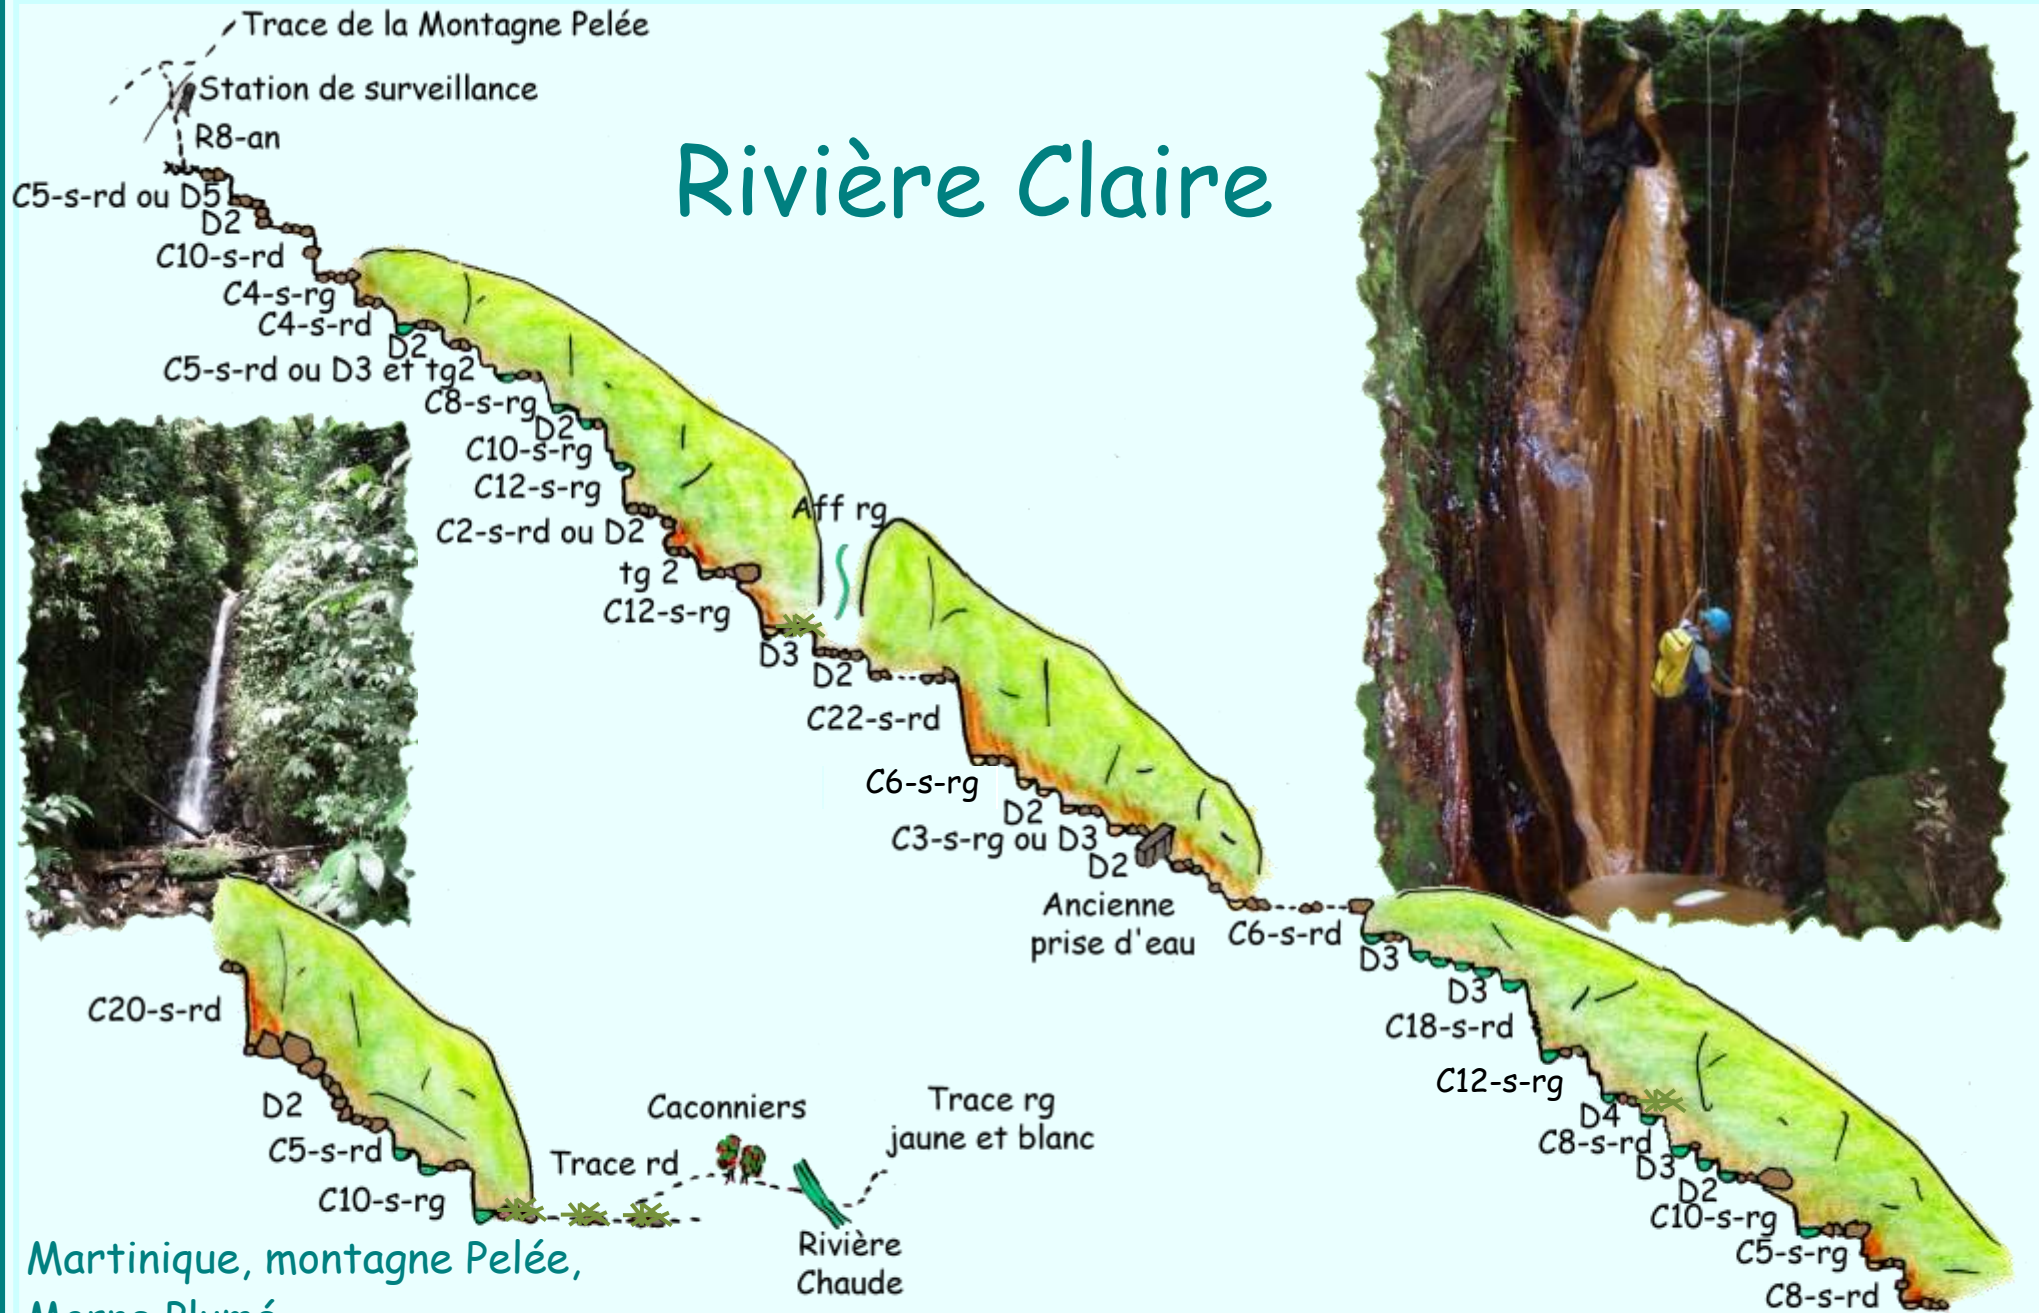 Trace de la Montagne Pelée
Station de surveillance
R8-an
Rivière Claire
C5-s-rd ou D5
D2
C10-s-rd
C4-s-rg
C4-s-rd
D2
C5-s-rd ou D3 et tg2
C8-s-rg
D2
C10-s-rg
C12-s-rg
C2-s-rd ou D2
tg 2
C12-s-rg
Aff rg
D3
D2
C22-s-rd
C6-s-rg
D2
C3-s-rg ou D3
D2
Ancienne
prise d'eau
C6-s-rd
D3
D3
C18-s-rd
C12-s-rg
D4
C8-s-rd
D3
D2
C10-s-rg
C5-s-rg
C8-s-rd
C20-s-rd
D2
C5-s-rd
C10-s-rg
Trace rd
Caconniers
Trace rg
jaune et blanc
Rivière
Chaude
Martinique, montagne Pelée,
Morne Plumé